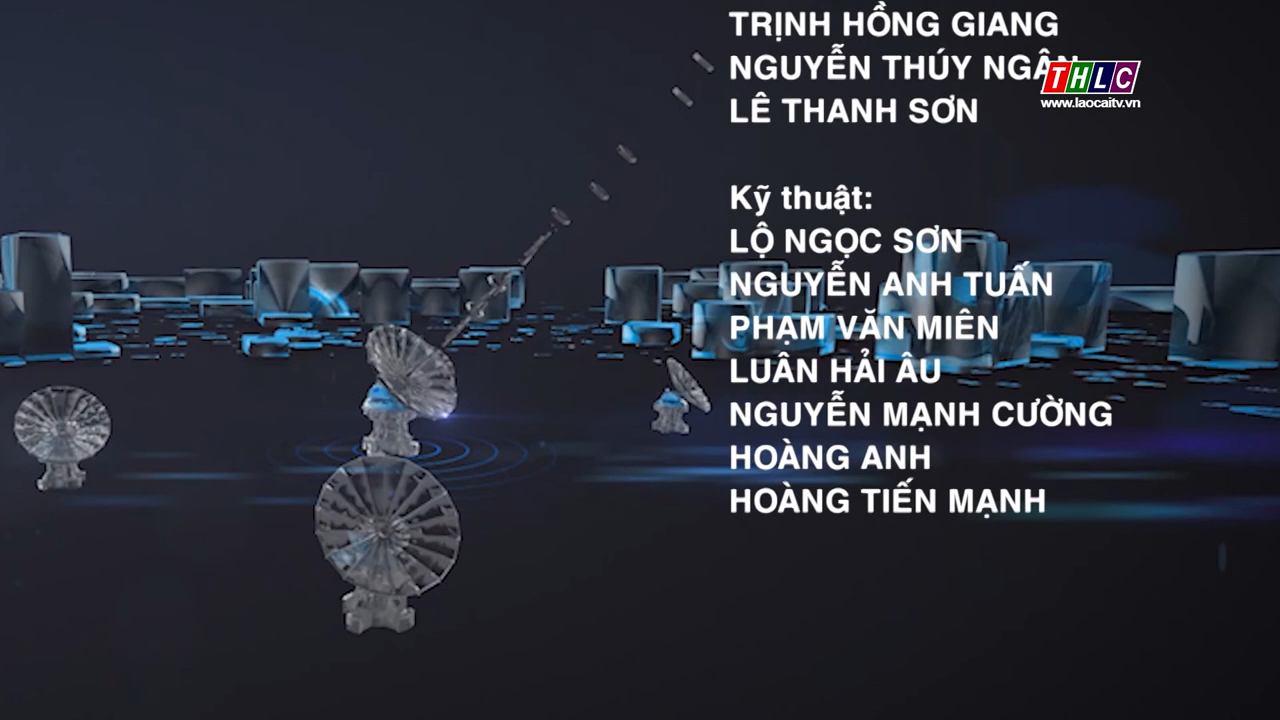 TRỊNH HỒNG GIANG
NGUYỄN THÚY NGÂN
THLC
www.laocaitv.vn
LÊ THANH SƠN
Kỹ thuật:
LỘ NGỌC SƠN
NGUYỄN ANH TUẤN
PHẠM VĂN MIÊN
LUÂN HẢI ÂU
NGUYỄN MẠNH CƯỜNG
HOÀNG ANH
HOÀNG TIẾN MẠNH